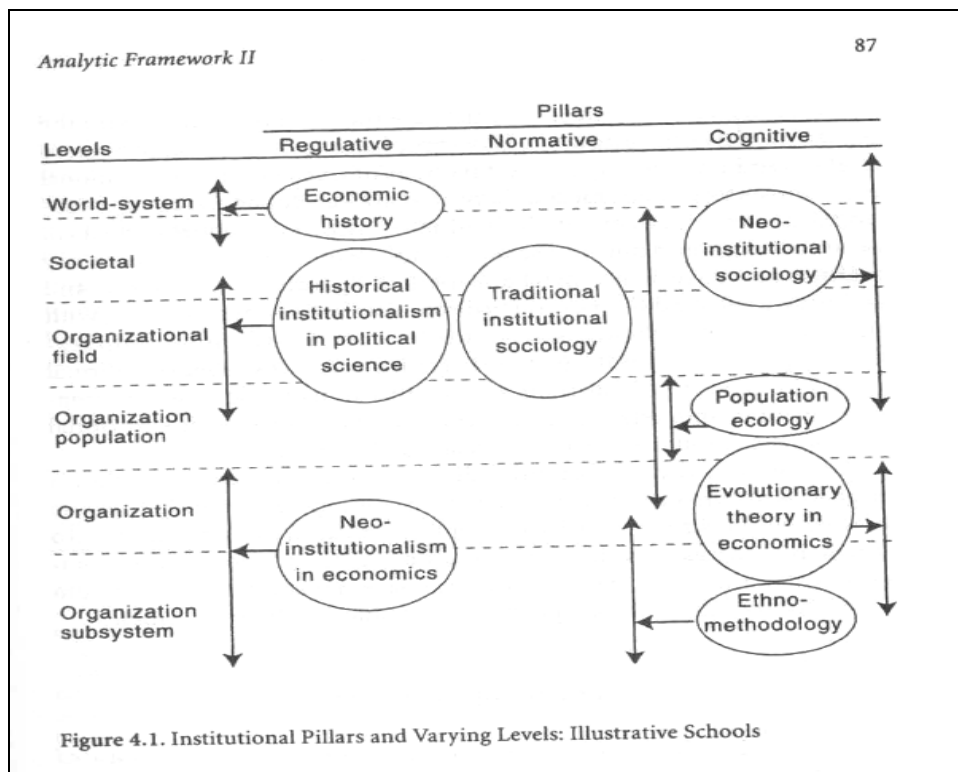 Analytic Framework II
87
Pillars
Levels
Regulative
Normative
Cognitive
World-system
Economic
history
Neo-
institutional
sociology
Societal
Historical
institutionalism
in political
science
Traditional
institutional
sociology
Organizational
field
Organization
population
Population
ecology
Organization
Neo-
institutionalism
in economics
Evolutionary
theory in
economics
Organization
subsystem
Ethno-
methodology
Figure 4.1. Institutional Pillars and Varying Levels: Illustrative Schools